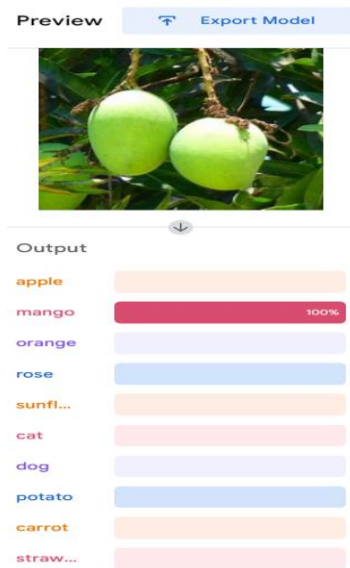 Preview
Export Model
Output
apple
mango 100%
orange
rose
sunfl...
cat
dog
potato
carrot
straw...